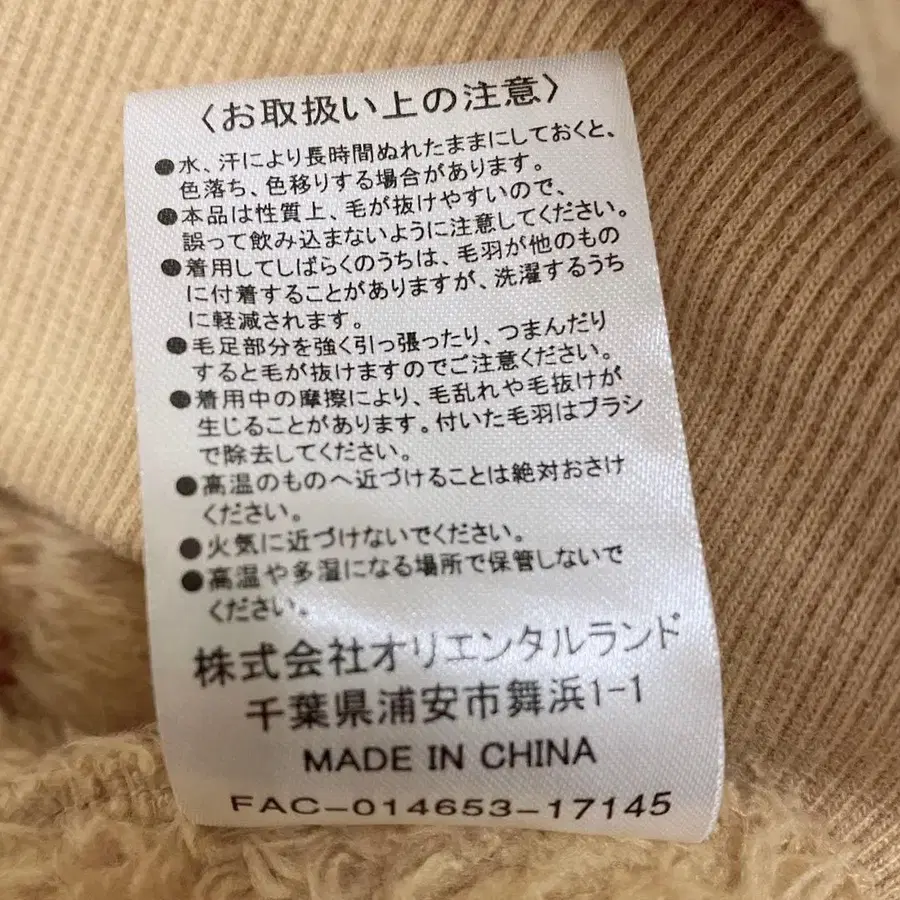 〈お取扱い上の注意〉
●水、汗により長時間ぬれたままにしておくと、
色落ち、色移りする場合があります。
●本品は性質上、毛が抜けやすいので、
誤って飲み込まないように注意してください。
●着用してしばらくのうちは、毛羽が他のもの
に付着することがありますが、洗濯するうち
に軽減されます。
●毛足部分を強く引っ張ったり、つまんだり
すると毛が抜けますのでご注意ください。
●着用中の摩擦により、毛乱れや毛抜けが
生じることがあります。付いた毛羽はブラシ
で除去してください。
●高温のものへ近づけることは絶対おさけ
ください。
●火気に近づけないでください。
●高温や多湿になる場所で保管しないで
ください。
株式会社オリエンタルランド
千葉県浦安市舞浜1-1
MADE IN CHINA
FAC-014653-17145